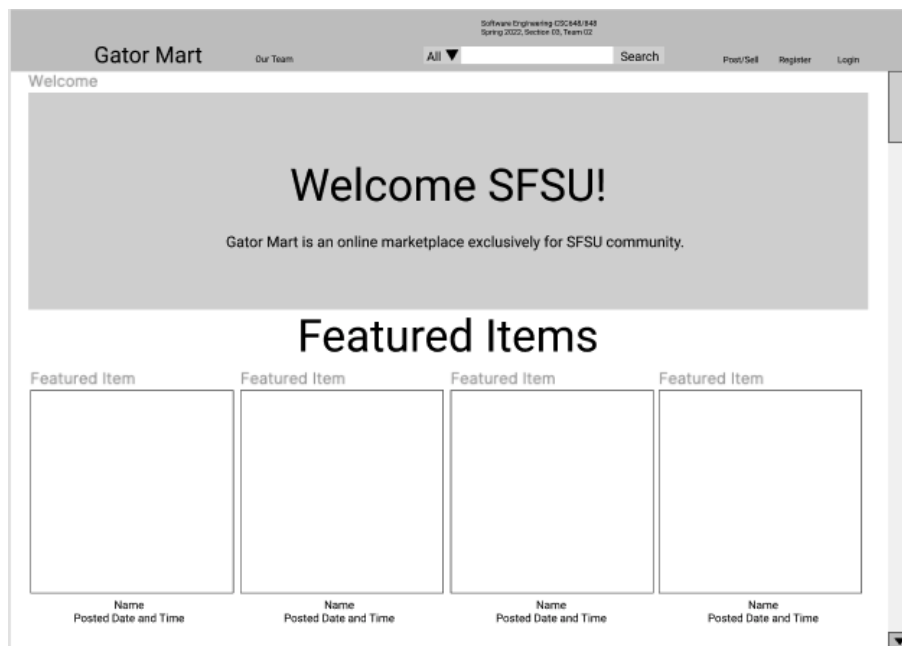 Software Engineering CSC648/848
Spring 2022, Section 03, Team 02
Gator Mart
Our Team
All
Search
Post/Sell
Register
Login
Welcome
Welcome SFSU!
Gator Mart is an online marketplace exclusively for SFSU community.
Featured Items
Featured Item
Featured Item
Featured Item
Featured Item
Name
Posted Date and Time
Name
Posted Date and Time
Name
Posted Date and Time
Name
Posted Date and Time